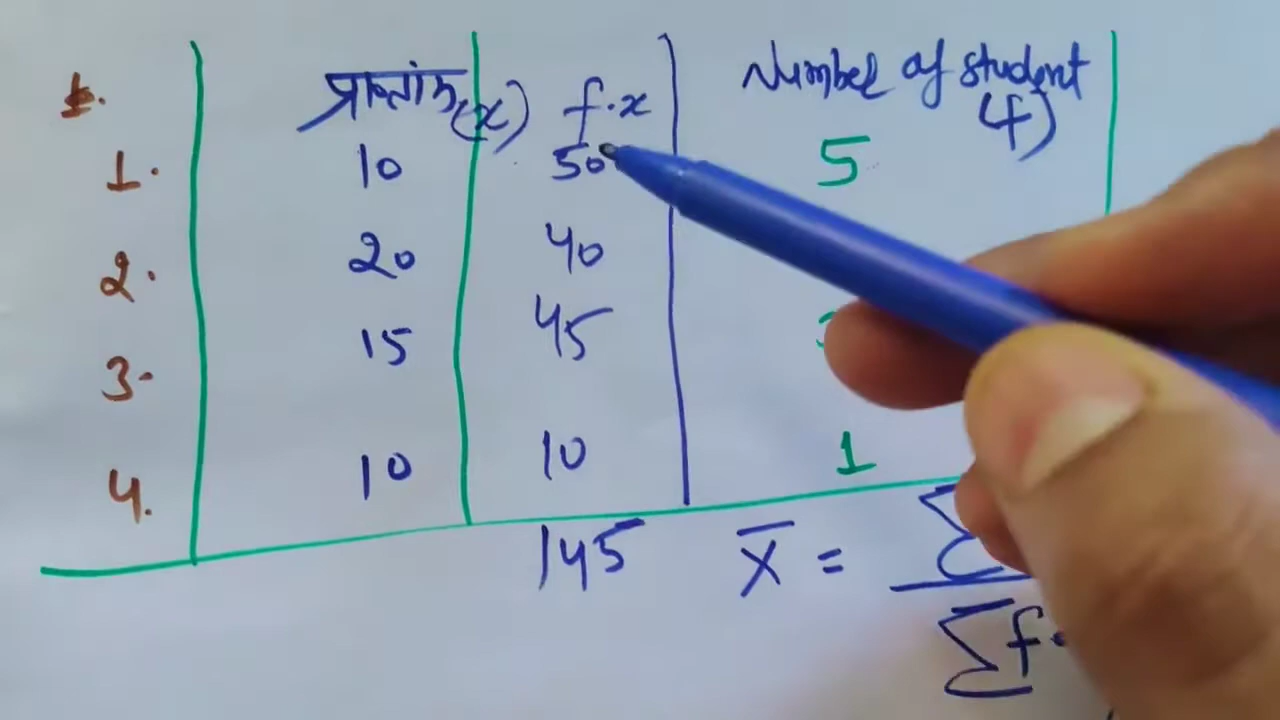 1. प्राप्तांक (x) f.x Number of student (f)
1. 10 50 5
2. 20 40
3. 15 45
4. 10 10 1
145 X̄ = Σ
Σf.